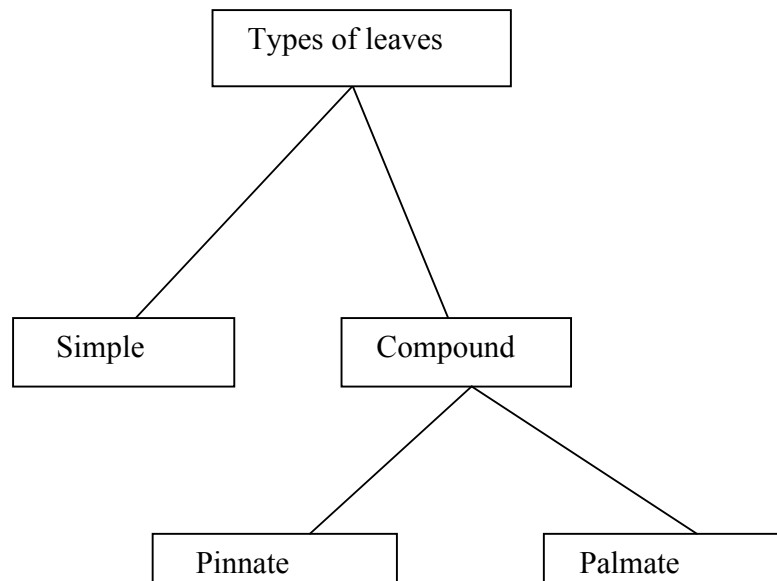 Types of leaves
Simple
Compound
Pinnate
Palmate